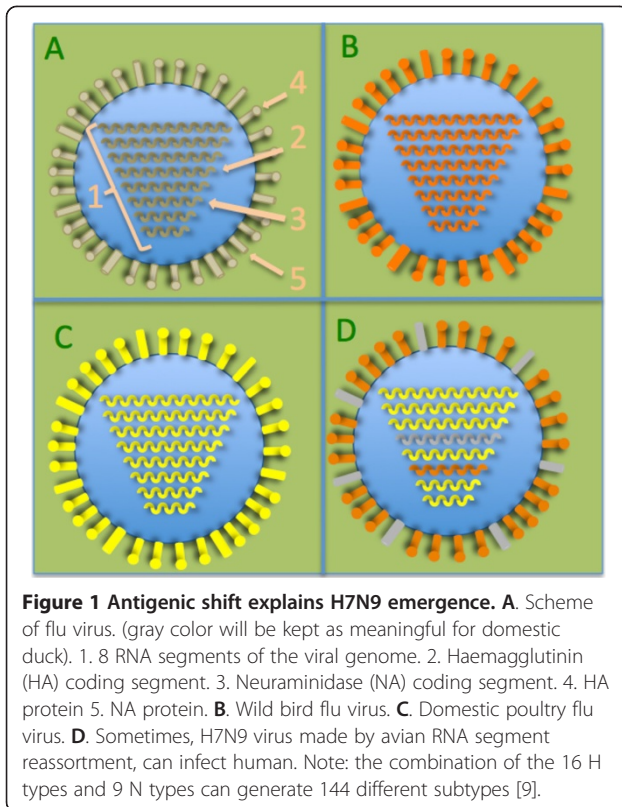 A
B
4
2
1
3
5
C
D
Figure 1 Antigenic shift explains H7N9 emergence. A. Scheme
of flu virus. (gray color will be kept as meaningful for domestic
duck). 1. 8 RNA segments of the viral genome. 2. Haemagglutinin
(HA) coding segment. 3. Neuraminidase (NA) coding segment. 4. HA
protein 5. NA protein. B. Wild bird flu virus. C. Domestic poultry flu
virus. D. Sometimes, H7N9 virus made by avian RNA segment
reassortment, can infect human. Note: the combination of the 16 H
types and 9 N types can generate 144 different subtypes [9].